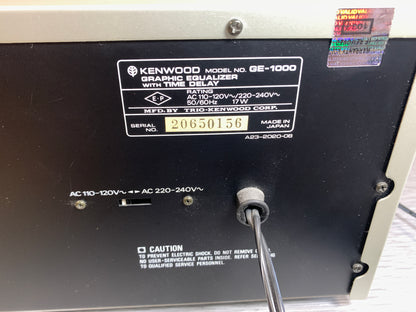 KENWOOD MODEL NO. GE-1000
GRAPHIC EQUALIZER
WITH TIME DELAY
RATING
AC 110-120V~/220-240V~
50/60Hz 17W
MFD. BY TRIO-KENWOOD CORP.
SERIAL NO. 20650156 MADE IN JAPAN
A23-2020-08
AC 110-120V~ ◄► AC 220-240V~
CAUTION
TO PREVENT ELECTRIC SHOCK, DO NOT REMOVE
NO USER-SERVICEABLE PARTS INSIDE. REFER
TO QUALIFIED SERVICE PERSONNEL.